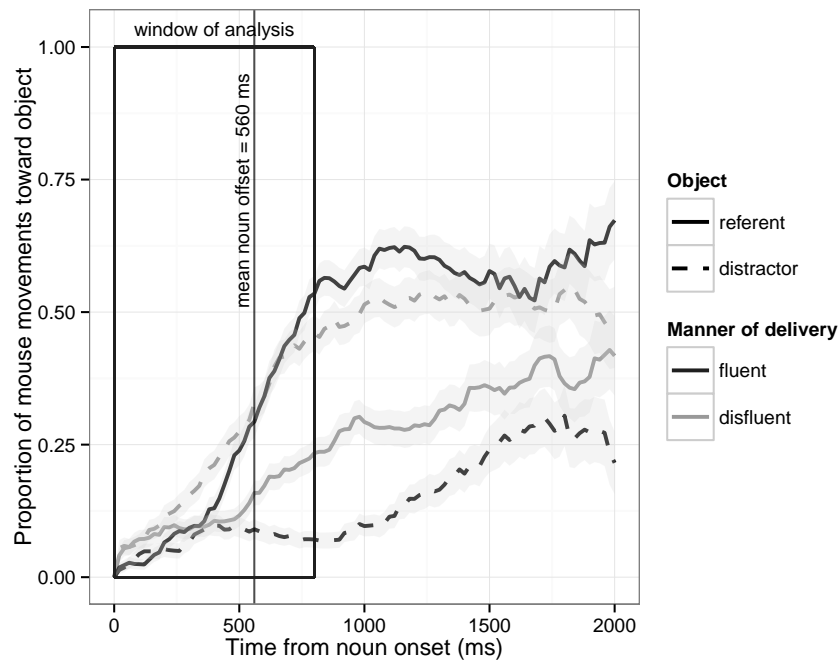 window of analysis
mean noun offset = 560 ms
Proportion of mouse movements toward object
1.00
0.75
0.50
0.25
0.00
0
500
1000
1500
2000
Time from noun onset (ms)
Object
referent
distractor
Manner of delivery
fluent
disfluent